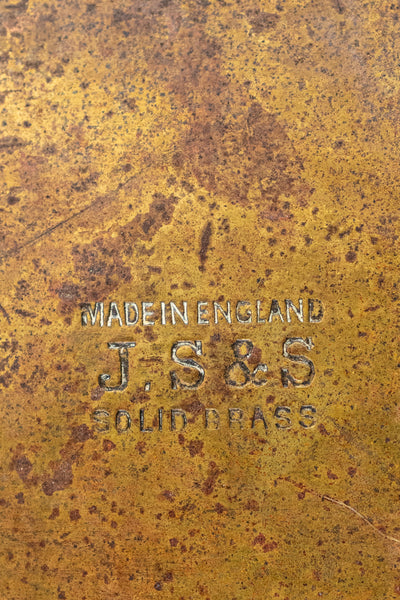 MADE IN ENGLAND
J. S & S
SOLID BRASS